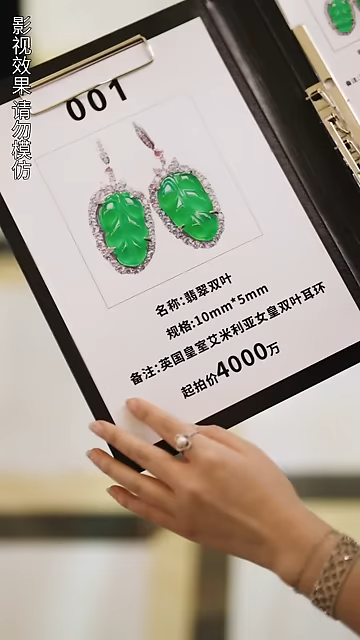 影视效果 请勿模仿
001
名称:翡翠双叶
规格:10mm*5mm
备注:英国皇室艾米利亚女皇双叶耳环
起拍价4000万